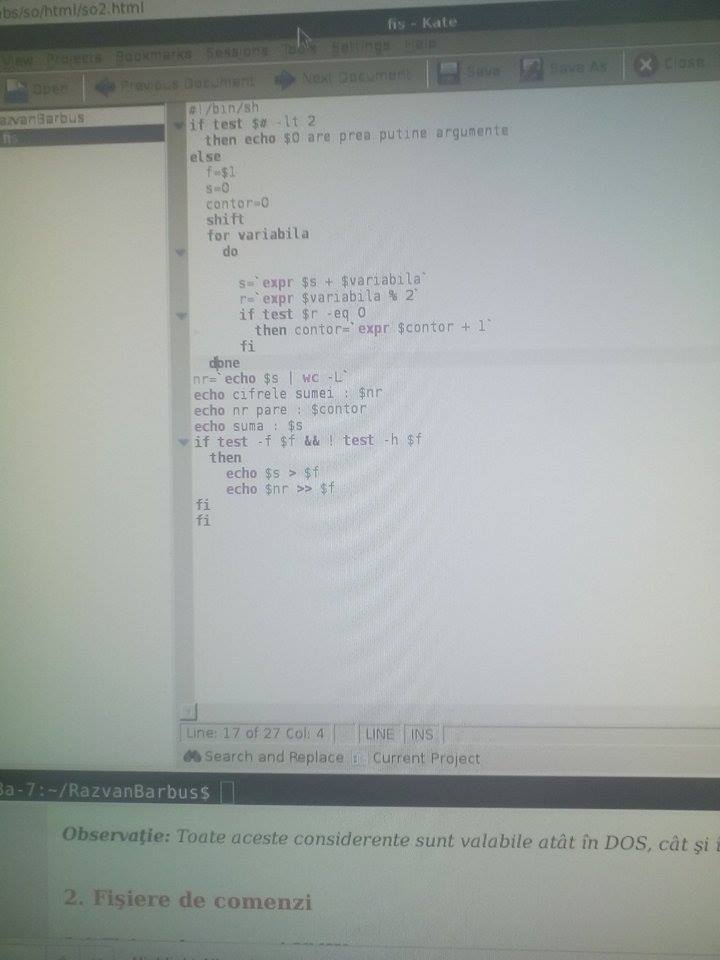 bs/so/html/so2.html
fis - Kate
View Projects Bookmarks Sessions Tools Settings Help
Open Previous Document Next Document Save Save As Close
azvanBarbus
fis
#!/bin/sh
if test $# -lt 2
then echo $0 are prea putine argumente
else
f=$1
s=0
contor=0
shift
for variabila
do
s=`expr $s + $variabila`
r=`expr $variabila % 2`
if test $r -eq 0
then contor=`expr $contor + 1`
fi
done
nr=`echo $s | wc -L`
echo cifrele sumei : $nr
echo nr pare : $contor
echo suma : $s
if test -f $f && ! test -h $f
then
echo $s > $f
echo $nr >> $f
fi
fi
Line: 17 of 27 Col: 4 LINE INS
Search and Replace Current Project
3a-7:~/RazvanBarbus$
Observaţie: Toate aceste considerente sunt valabile atât în DOS, cât şi
2. Fişiere de comenzi